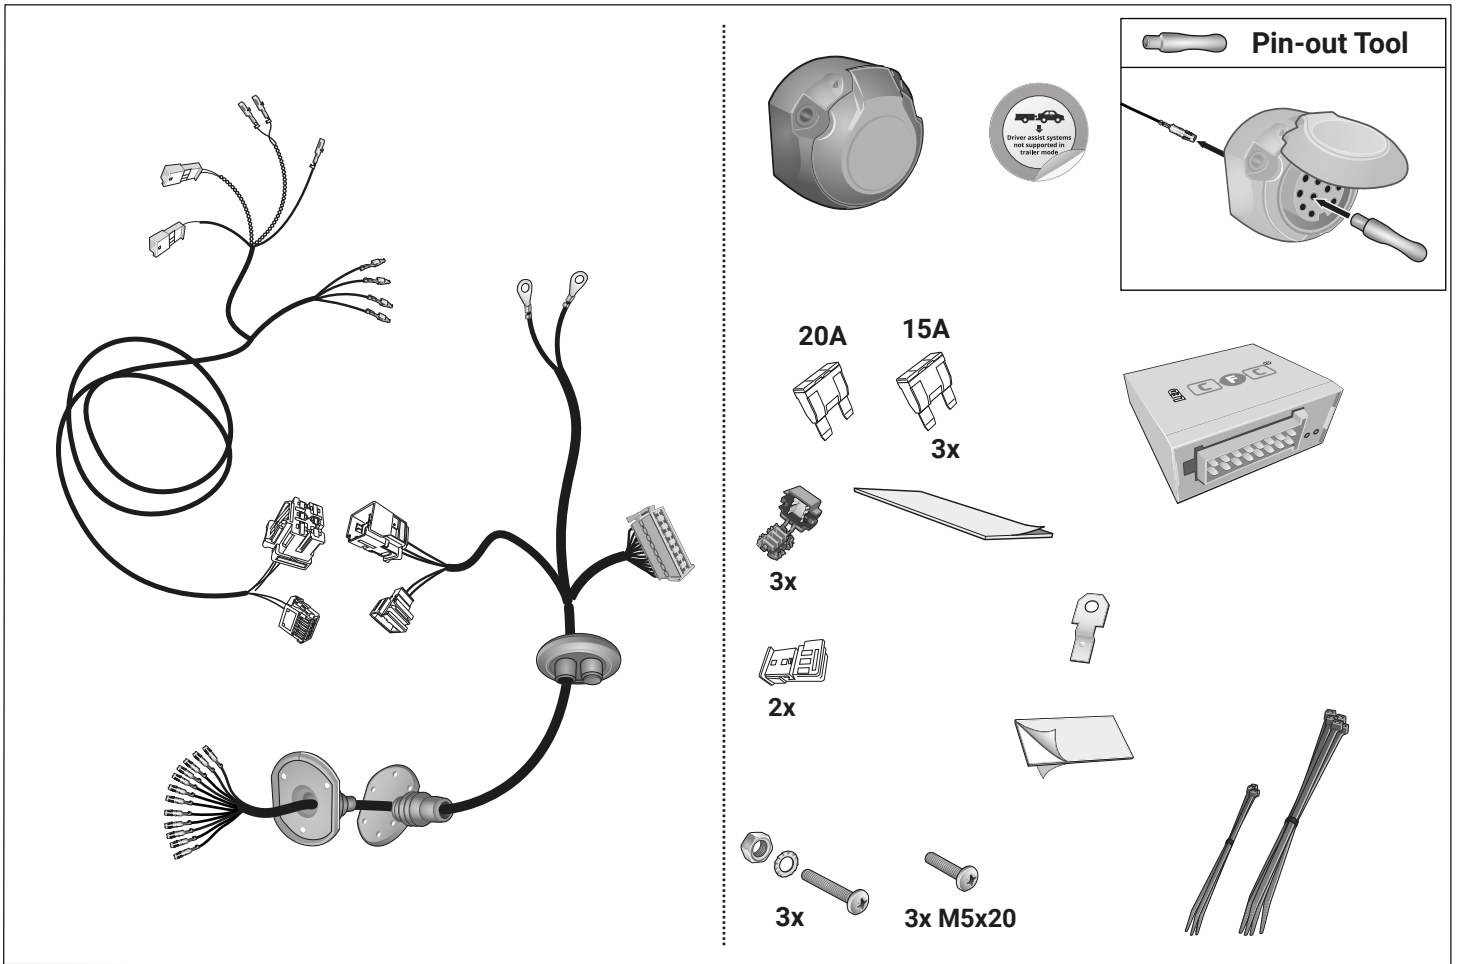 Pin-out Tool
Driver assist systems
not supported in
trailer mode
20A
15A
3x
CFC
3x
2x
3x
3x M5x20